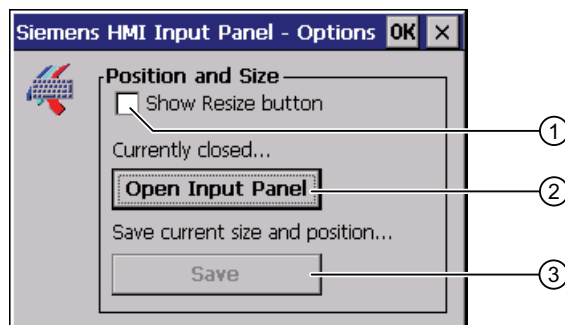 Siemens HMI Input Panel - Options OK ×
Position and Size
Show Resize button
1
Currently closed...
Open Input Panel
2
Save current size and position...
Save
3